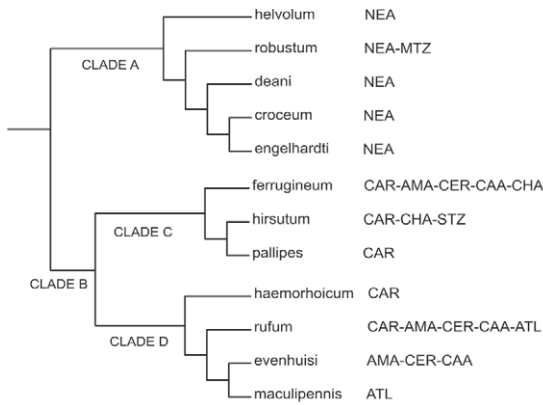 helvolum NEA
robustum NEA-MTZ
CLADE A
deani NEA
croceum NEA
engelhardti NEA
ferrugineum CAR-AMA-CER-CAA-CHA
hirsutum CAR-CHA-STZ
CLADE C
pallipes CAR
CLADE B
haemorhoicum CAR
rufum CAR-AMA-CER-CAA-ATL
CLADE D
evenhuisi AMA-CER-CAA
maculipennis ATL